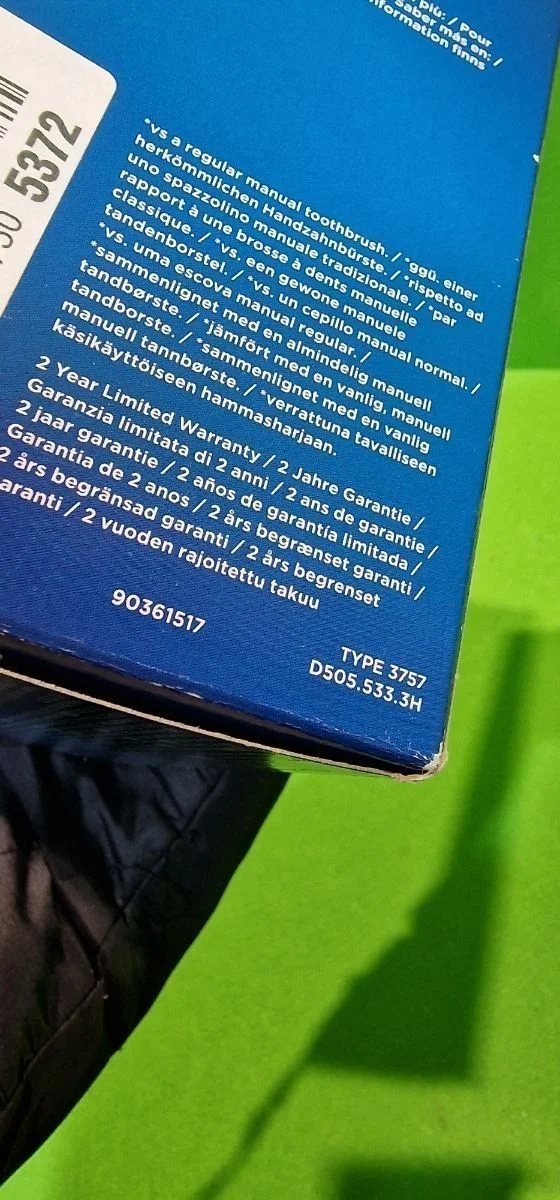 più: / Pour
Saber más en: /
nformation finns
5372
*vs a regular manual toothbrush. / *ggü. einer
herkömmlichen Handzahnbürste. / *rispetto ad
uno spazzolino manuale tradizionale. / *par
rapport à une brosse à dents manuelle
classique. / *vs. een gewone manuele
tandenborstel. / *vs. un cepillo manual normal. /
*vs. uma escova manual regular. /
*sammenlignet med en almindelig manuell
tandbørste. / *jämfört med en vanlig, manuell
tandborste. / *sammenlignet med en vanlig
manuell tannbørste. / *verrattuna tavalliseen
käsikäyttöiseen hammasharjaan.
2 Year Limited Warranty / 2 Jahre Garantie /
Garanzia limitata di 2 anni / 2 ans de garantie /
2 jaar garantie / 2 años de garantía limitada /
Garantia de 2 anos / 2 års begrænset garanti /
2 års begränsad garanti / 2 års begrenset
aranti / 2 vuoden rajoitettu takuu
90361517
TYPE 3757
D505.533.3H